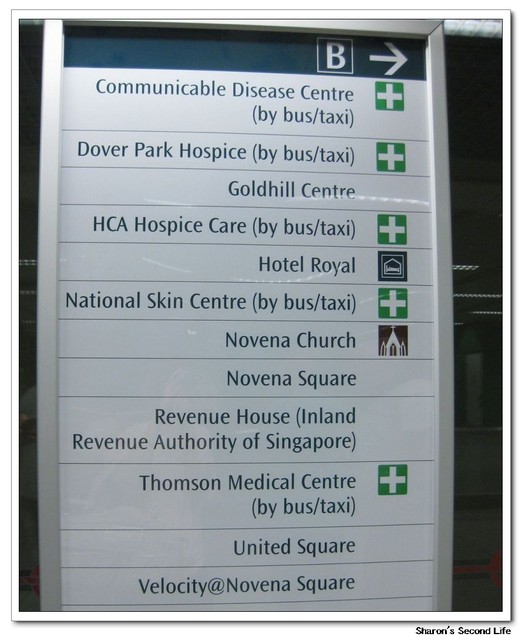 B
Communicable Disease Centre
(by bus/taxi)
Dover Park Hospice (by bus/taxi)
Goldhill Centre
HCA Hospice Care (by bus/taxi)
Hotel Royal
National Skin Centre (by bus/taxi)
Novena Church
Novena Square
Revenue House (Inland
Revenue Authority of Singapore)
Thomson Medical Centre
(by bus/taxi)
United Square
Velocity@Novena Square
Sharon's Second Life